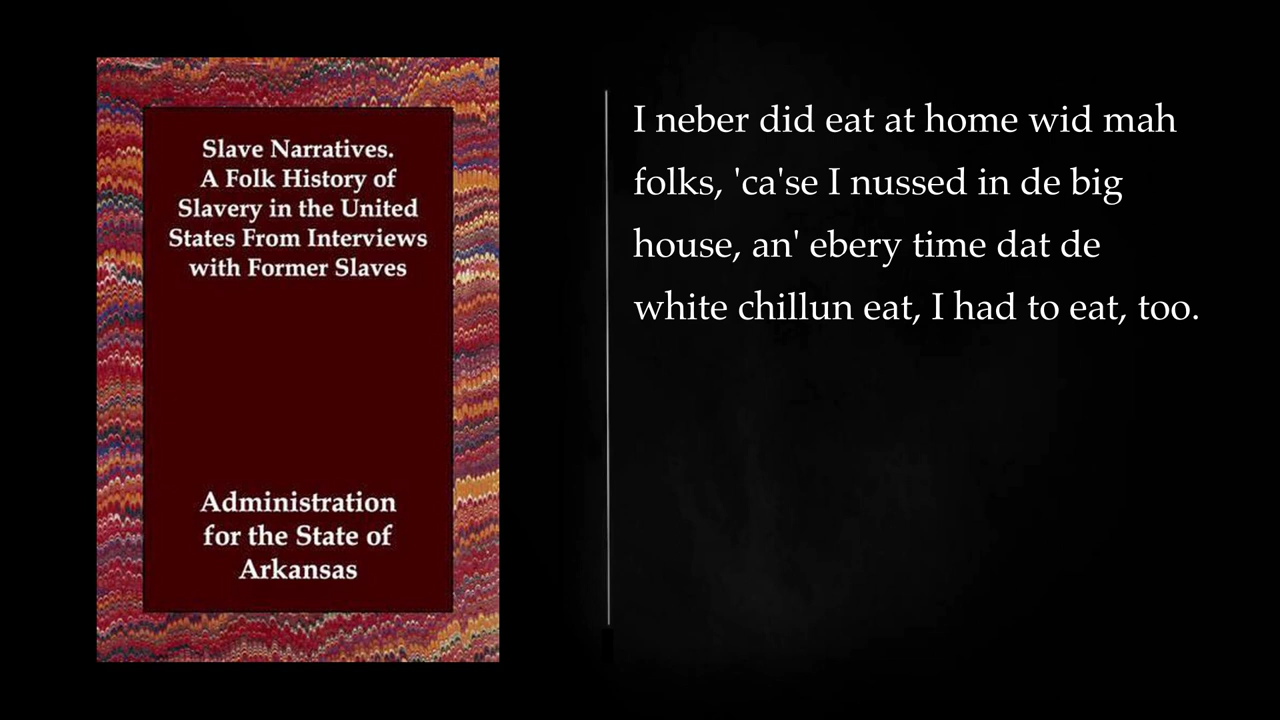 Slave Narratives.
A Folk History of
Slavery in the United
States From Interviews
with Former Slaves
Administration
for the State of
Arkansas
I neber did eat at home wid mah
folks, 'ca'se I nussed in de big
house, an' ebery time dat de
white chillun eat, I had to eat, too.